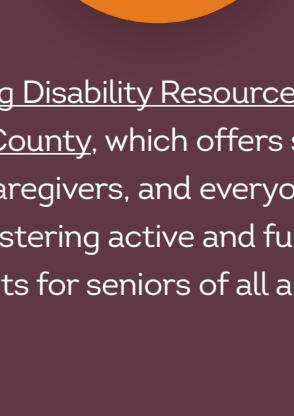 g Disability Resource
County, which offers s
aregivers, and everyo
stering active and fu
ts for seniors of all a